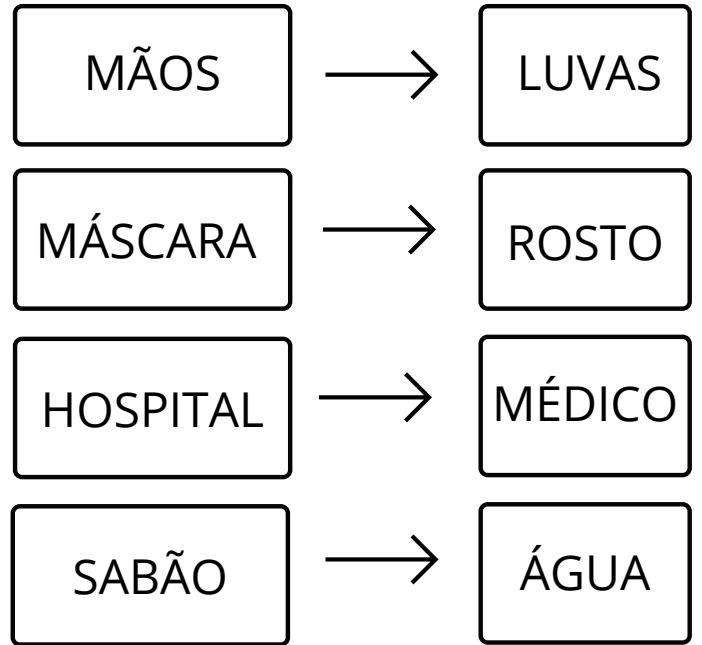 MÃOS → LUVAS
MÁSCARA → ROSTO
HOSPITAL → MÉDICO
SABÃO → ÁGUA